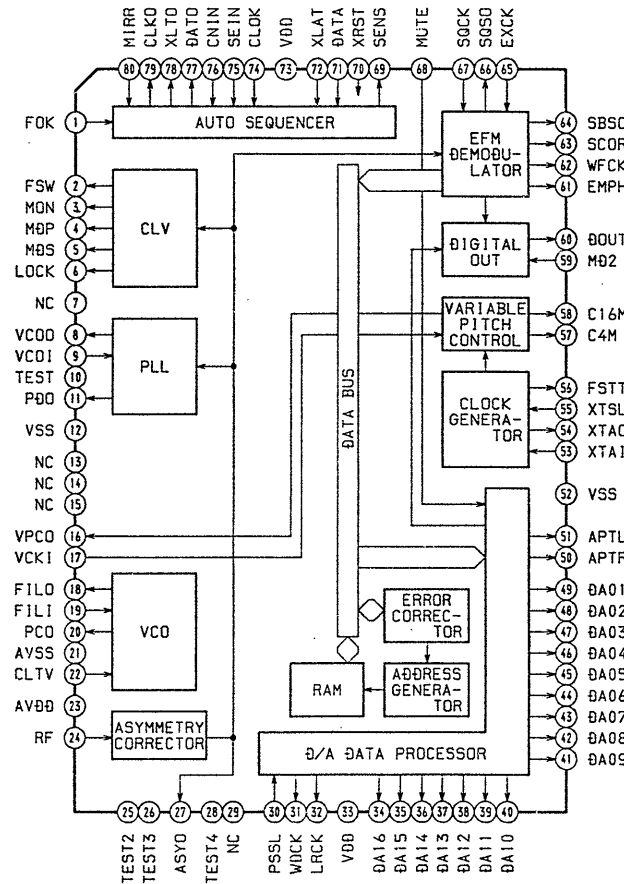 MIRR
CLKO
XLTO
DATO
CNIN
SEIN
CLOK
VDD
XLAT
DATA
XRST
SENS
MUTE
SQCK
SQSO
EXCK
80
79
78
77
76
75
74
73
72
71
70
69
68
67
66
65
FOK 1
AUTO SEQUENCER
EFM
DEMODU-
LATOR
64 SBSO
63 SCOR
62 WFCK
61 EMPH
FSW 2
MON 3
MDP 4
MDS 5
LOCK 6
CLV
DIGITAL
OUT
60 DOUT
59 MD2
NC 7
VARIABLE
PITCH
CONTROL
58 C16M
57 C4M
VCOO 8
VCOI 9
TEST 10
PDO 11
PLL
DATA BUS
CLOCK
GENERA-
TOR
56 FSTT
55 XTSL
54 XTAO
53 XTAI
VSS 12
NC 13
NC 14
NC 15
52 VSS
VPCO 16
VCKI 17
51 APTL
50 APTR
FILO 18
FILI 19
PCO 20
AVSS 21
CLTV 22
VCO
ERROR
CORREC-
TOR
RAM
ADDRESS
GENERA-
TOR
49 DA01
48 DA02
47 DA03
46 DA04
45 DA05
44 DA06
43 DA07
42 DA08
41 DA09
AVDD 23
RF 24
ASYMMETRY
CORRECTOR
D/A DATA PROCESSOR
25
26
27
28
29
30
31
32
33
34
35
36
37
38
39
40
TEST2
TEST3
ASYO
TEST4
NC
PSSL
WDCK
LRCK
VDD
DA16
DA15
DA14
DA13
DA12
DA11
DA10